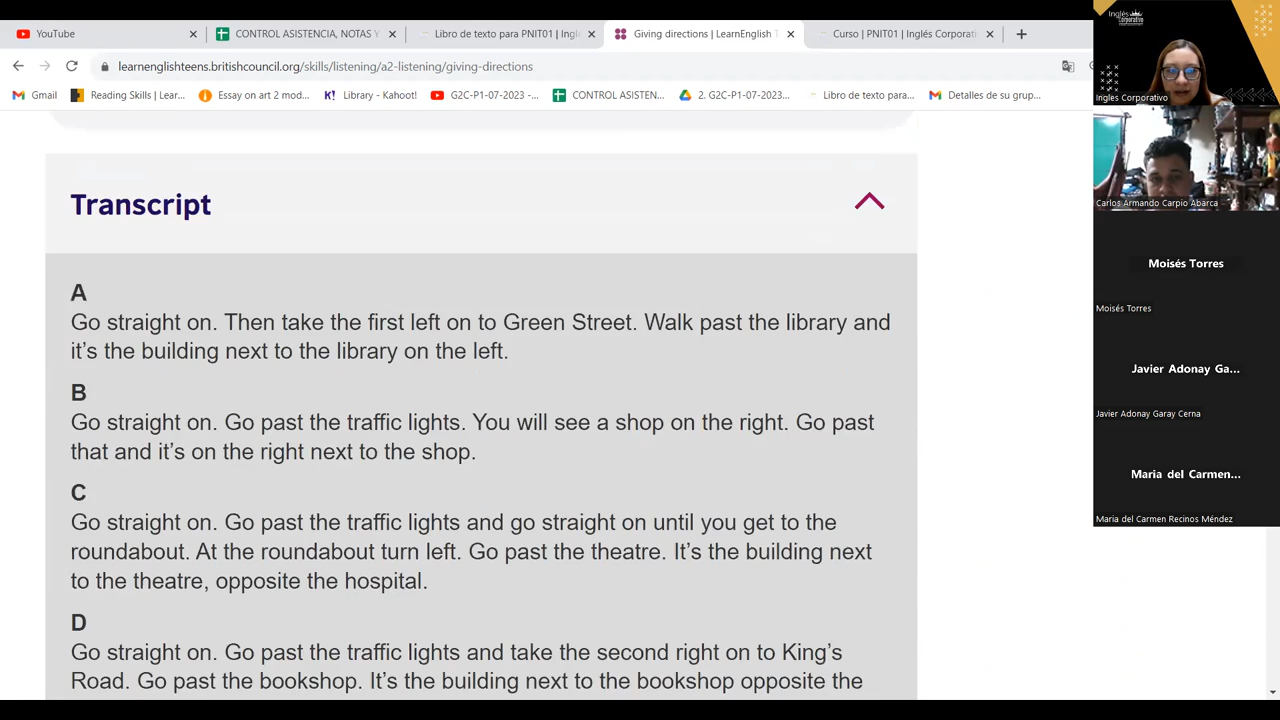 YouTube
CONTROL ASISTENCIA, NOTAS Y
Libro de texto para PNIT01 | Inglé
Giving directions | LearnEnglish T
Curso | PNIT01 | Inglés Corporati
learnenglishteens.britishcouncil.org/skills/listening/a2-listening/giving-directions
Gmail
Reading Skills | Lear...
Essay on art 2 mod...
Library - Kahoot...
G2C-P1-07-2023 -...
CONTROL ASISTEN...
2. G2C-P1-07-2023...
Libro de texto para...
Detalles de su grup...
Transcript
A
Go straight on. Then take the first left on to Green Street. Walk past the library and
it's the building next to the library on the left.
B
Go straight on. Go past the traffic lights. You will see a shop on the right. Go past
that and it's on the right next to the shop.
C
Go straight on. Go past the traffic lights and go straight on until you get to the
roundabout. At the roundabout turn left. Go past the theatre. It's the building next
to the theatre, opposite the hospital.
D
Go straight on. Go past the traffic lights and take the second right on to King's
Road. Go past the bookshop. It's the building next to the bookshop opposite the
Inglés
Corporativo
Ingles Corporativo
Carlos Armando Carpio Abarca
Moisés Torres
Moisés Torres
Javier Adonay Ga...
Javier Adonay Garay Cerna
Maria del Carmen...
Maria del Carmen Recinos Méndez